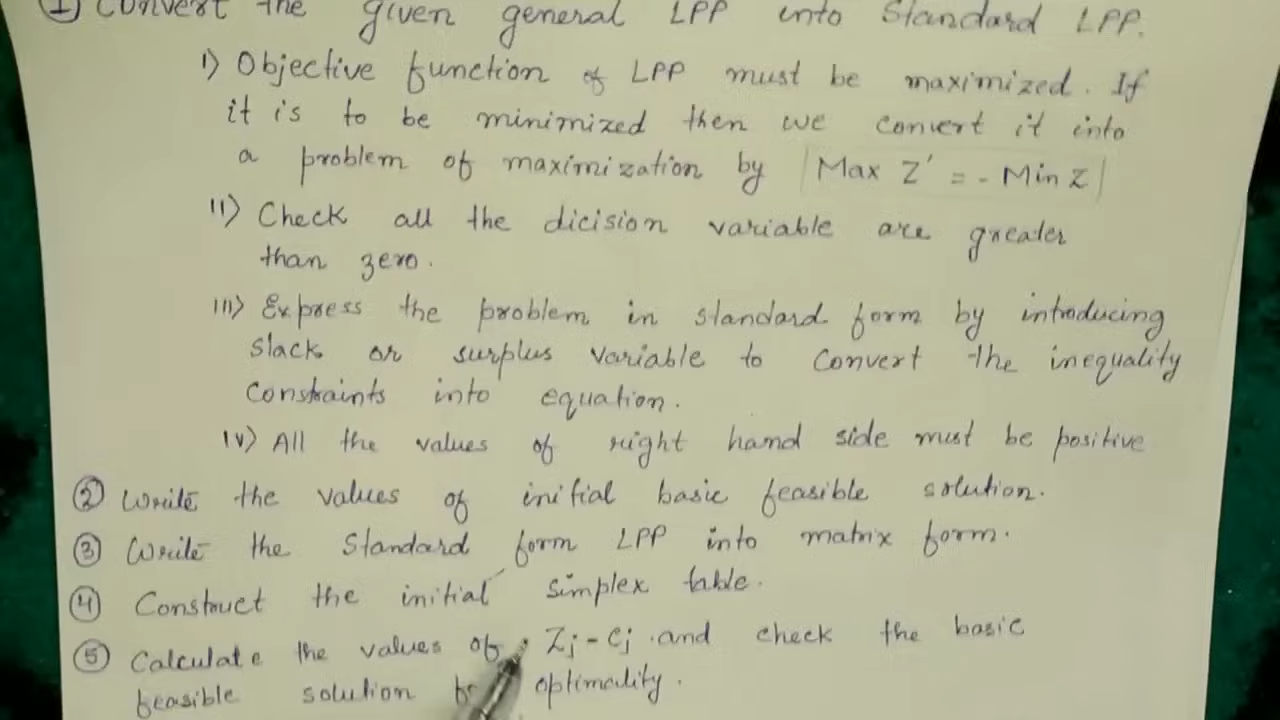 ① Convert the given general LPP into Standard LPP.
i) Objective function of LPP must be maximized. If
it is to be minimized then we convert it into
a problem of maximization by |Max Z' = - Min Z|
ii) Check all the dicision variable are greater
than zero.
iii) Express the problem in standard form by introducing
slack or surplus variable to convert the inequality
constraints into equation.
iv) All the values of right hand side must be positive
② Write the values of initial basic feasible solution.
③ Write the Standard form LPP into matrix form.
④ Construct the initial simplex table.
⑤ Calculate the values of Zj - Cj and check the basic
feasible solution optimality.